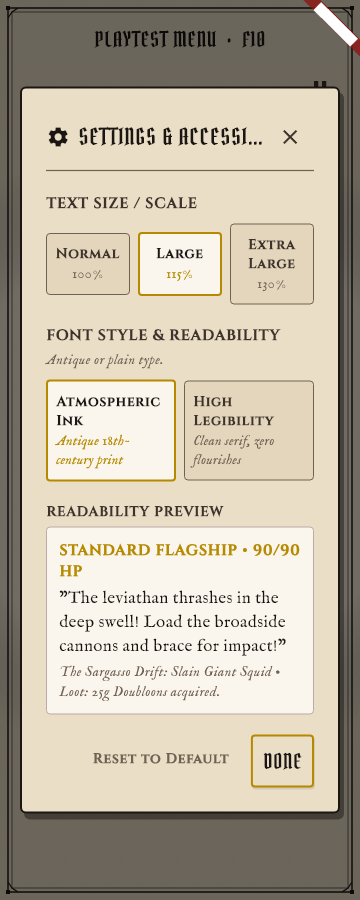 PLAYTEST MENU • F10
SETTINGS & ACCESSI...
TEXT SIZE / SCALE
NORMAL
100%
LARGE
115%
EXTRA
LARGE
130%
FONT STYLE & READABILITY
Antique or plain type.
ATMOSPHERIC
INK
Antique 18th-
century print
HIGH
LEGIBILITY
Clean serif, zero
flourishes
READABILITY PREVIEW
STANDARD FLAGSHIP • 90/90
HP
"The leviathan thrashes in the
deep swell! Load the broadside
cannons and brace for impact!"
The Sargasso Drift: Slain Giant Squid •
Loot: 25g Doubloons acquired.
RESET TO DEFAULT
DONE